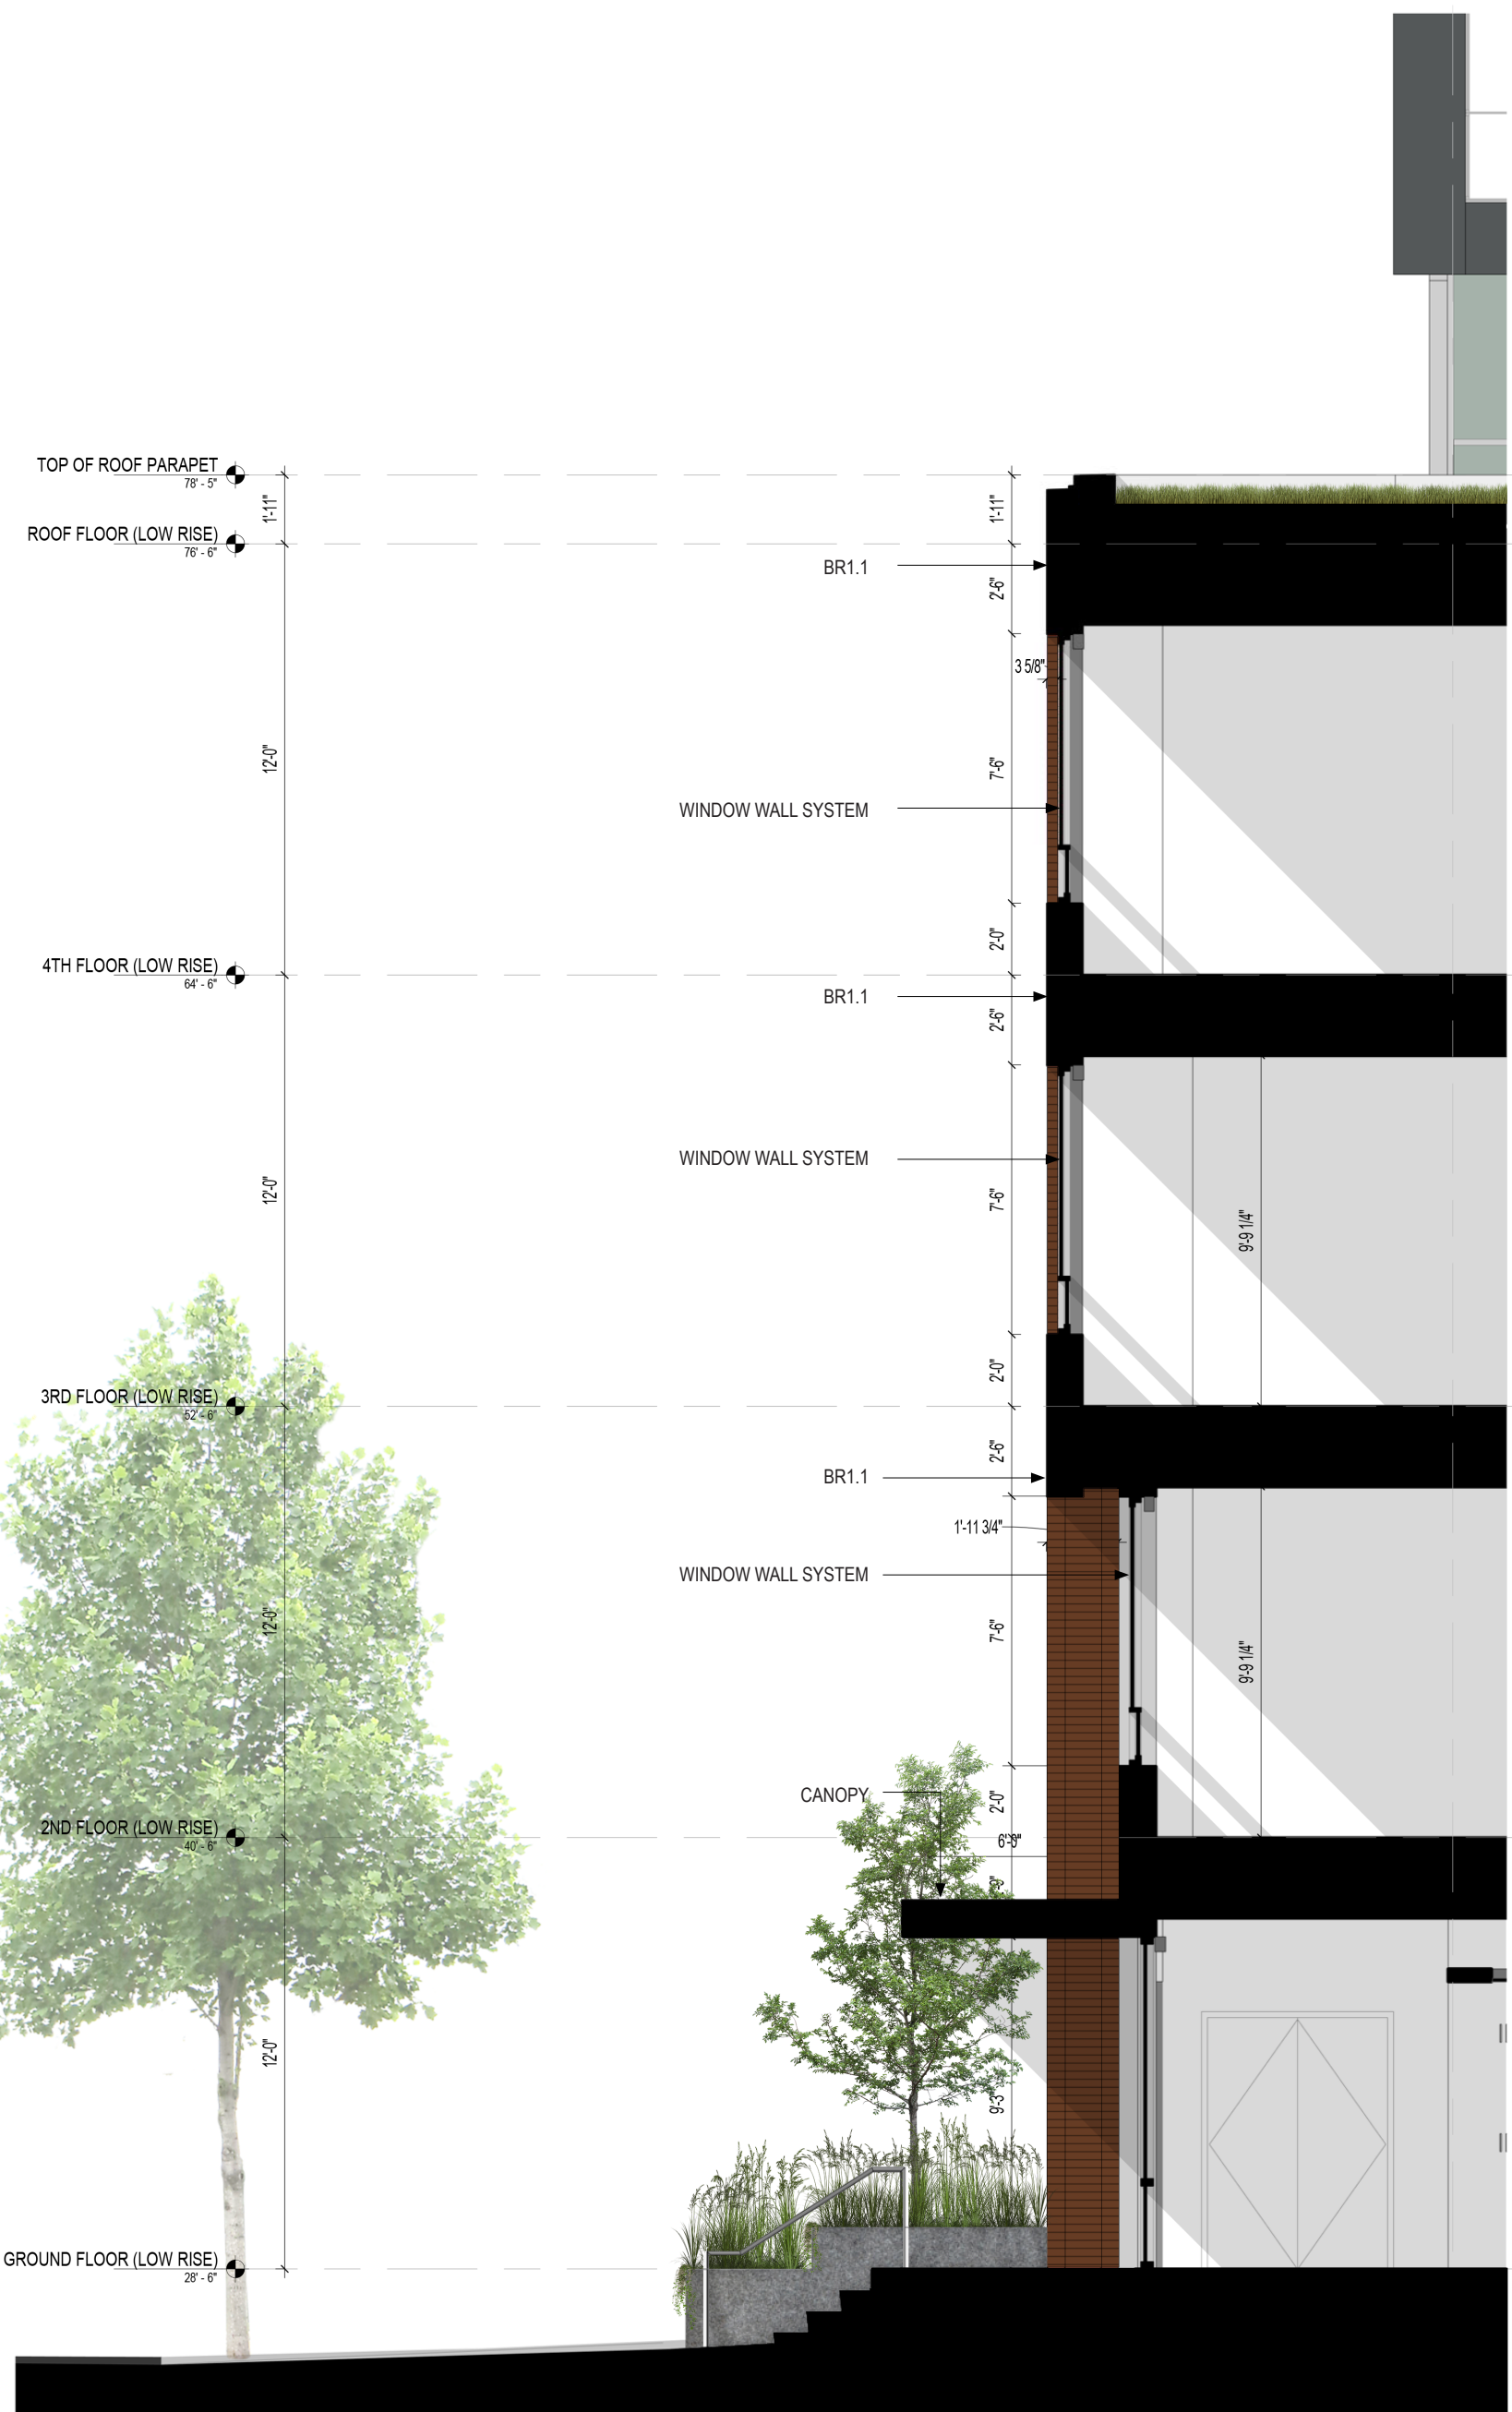 TOP OF ROOF PARAPET
78' - 5"
1'-11"
1'-11"
ROOF FLOOR (LOW RISE)
76' - 6"
BR1.1
2'-6"
3 5/8"
12'-0"
7'-6"
WINDOW WALL SYSTEM
2'-0"
4TH FLOOR (LOW RISE)
64' - 6"
BR1.1
2'-6"
WINDOW WALL SYSTEM
12'-0"
7'-6"
9'-9 1/4"
2'-0"
3RD FLOOR (LOW RISE)
52' - 6"
2'-6"
BR1.1
1'-11 3/4"
WINDOW WALL SYSTEM
12'-0"
7'-6"
9'-9 1/4"
CANOPY
2'-0"
2ND FLOOR (LOW RISE)
40' - 6"
12'-0"
9'-3"
GROUND FLOOR (LOW RISE)
28' - 6"